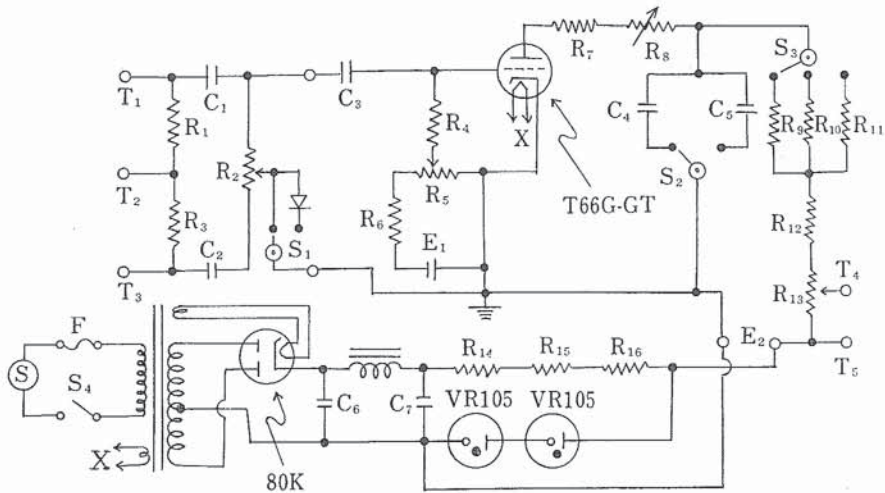 R₇
R₈
S₃
T₁
C₁
C₃
R₁
R₄
X
C₄
C₅
R₉
R₁₀
R₁₁
T₂
R₂
R₅
S₂
T66G-GT
R₃
R₆
E₁
R₁₂
C₂
S₁
T₃
R₁₃
T₄
F
E₂
T₅
S
S₄
R₁₄
R₁₅
R₁₆
C₆
C₇
VR105
VR105
X
80K